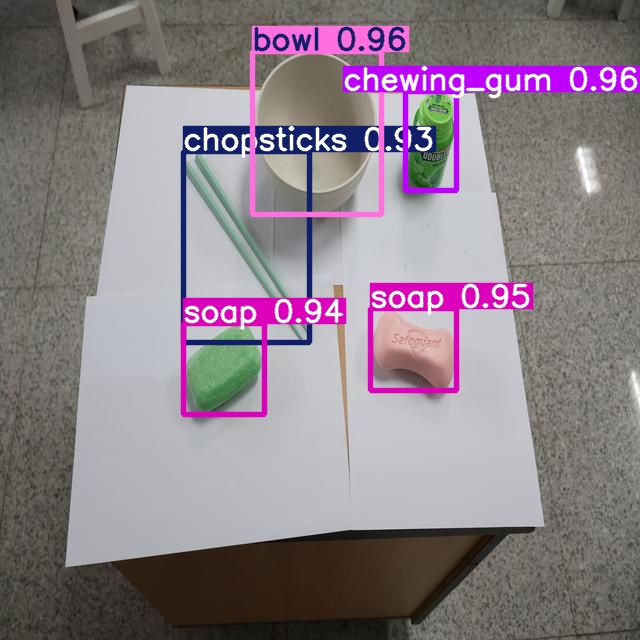 bowl 0.96
chewing_gum 0.96
chopsticks 0.93
DOUBLE
soap 0.94
soap 0.95
Safeguard